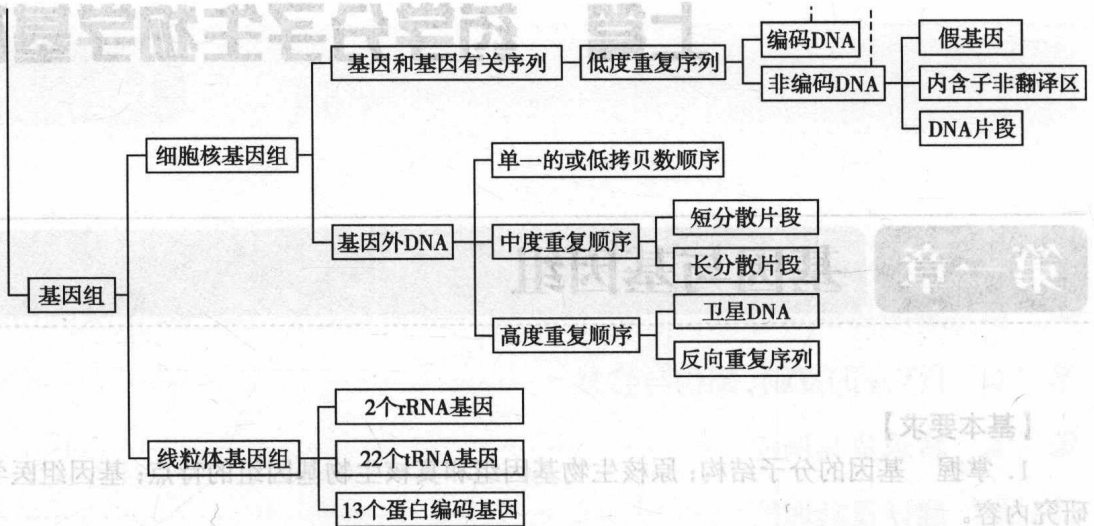 编码DNA
假基因
基因和基因有关序列
低度重复序列
非编码DNA
内含子非翻译区
DNA片段
细胞核基因组
单一的或低拷贝数顺序
短分散片段
基因外DNA
中度重复顺序
长分散片段
基因组
卫星DNA
高度重复顺序
反向重复序列
2个rRNA基因
线粒体基因组
22个tRNA基因
13个蛋白编码基因